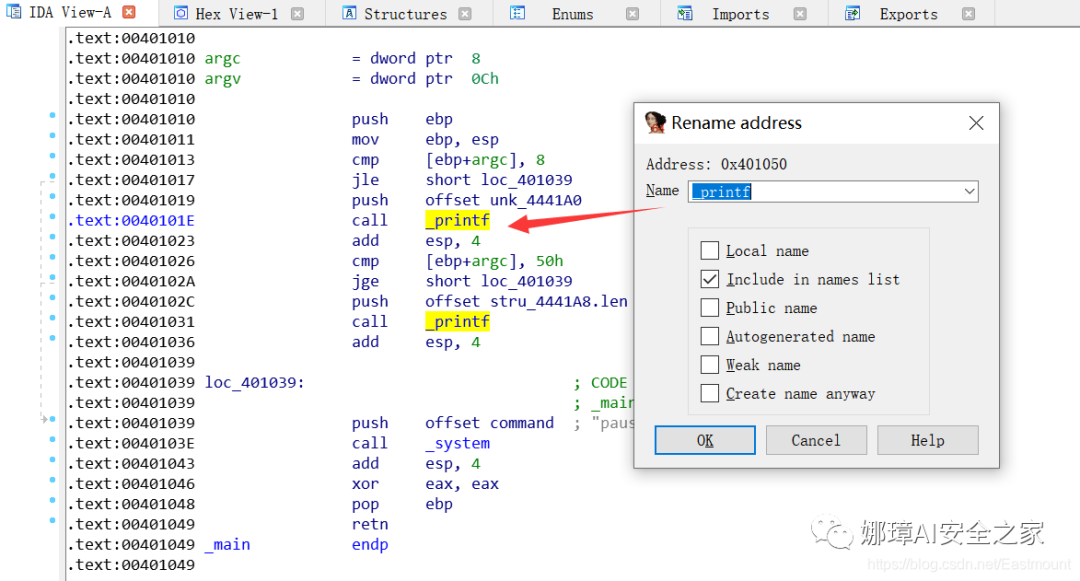 IDA View-A Hex View-1 Structures Enums Imports Exports
.text:00401010
.text:00401010 argc = dword ptr 8
.text:00401010 argv = dword ptr 0Ch
.text:00401010
.text:00401010 push ebp
.text:00401011 mov ebp, esp
.text:00401013 cmp [ebp+argc], 8
.text:00401017 jle short loc_401039
.text:00401019 push offset unk_4441A0
.text:0040101E call _printf
.text:00401023 add esp, 4
.text:00401026 cmp [ebp+argc], 50h
.text:0040102A jge short loc_401039
.text:0040102C push offset stru_4441A8.len
.text:00401031 call _printf
.text:00401036 add esp, 4
.text:00401039
.text:00401039 loc_401039: ; CODE
.text:00401039 ; _main
.text:00401039 push offset command ; "paus
.text:0040103E call _system
.text:00401043 add esp, 4
.text:00401046 xor eax, eax
.text:00401048 pop ebp
.text:00401049 retn
.text:00401049 _main endp
.text:00401049
Rename address
Address: 0x401050
Name _printf
Local name
Include in names list
Public name
Autogenerated name
Weak name
Create name anyway
OK Cancel Help
娜璋AI安全之家
https://blog.csdn.net/Eastmount